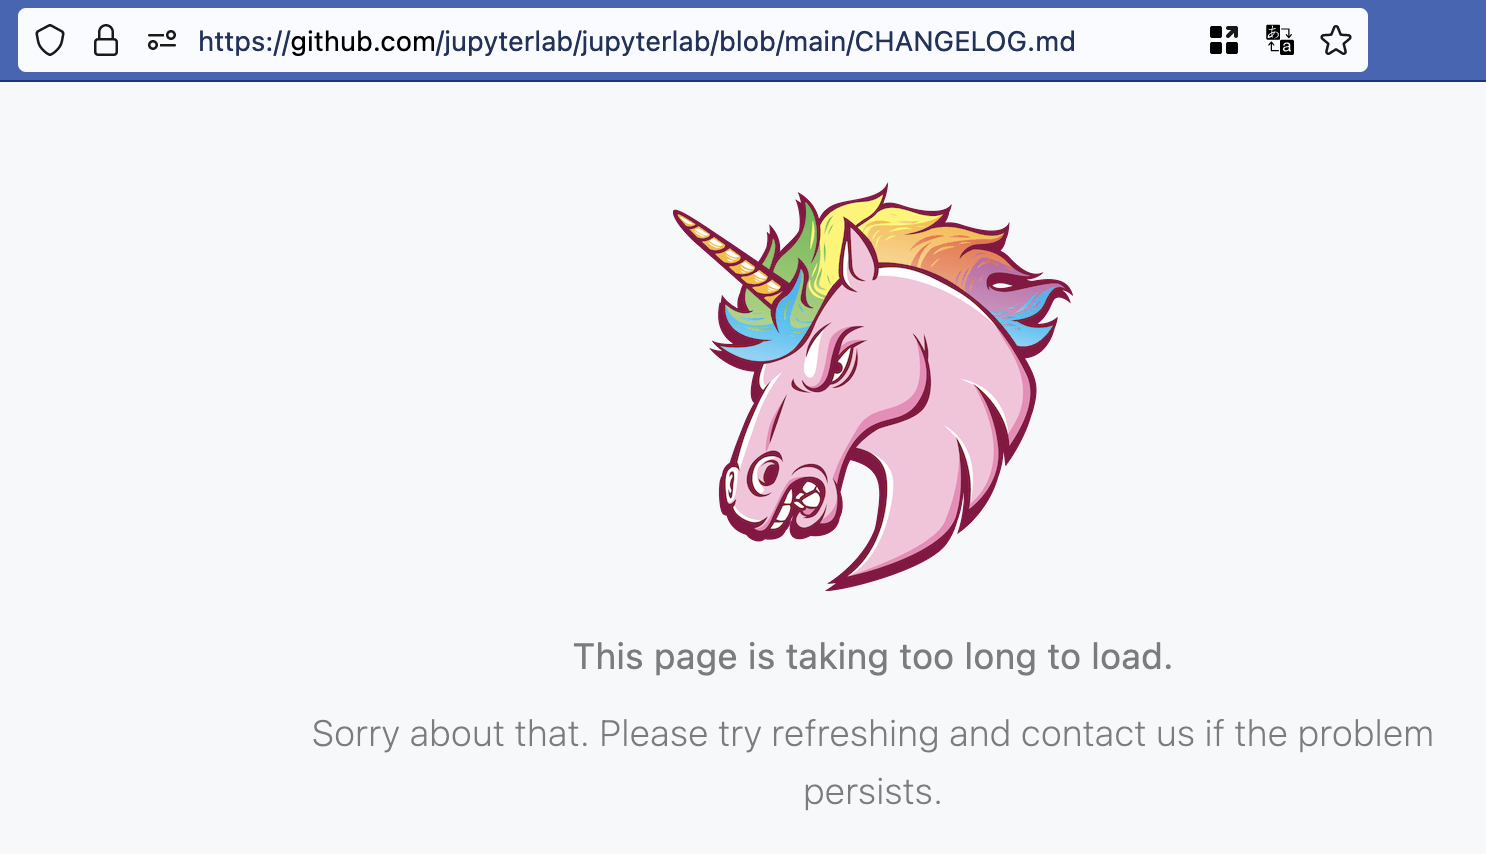 https://github.com/jupyterlab/jupyterlab/blob/main/CHANGELOG.md
This page is taking too long to load.
Sorry about that. Please try refreshing and contact us if the problem
persists.